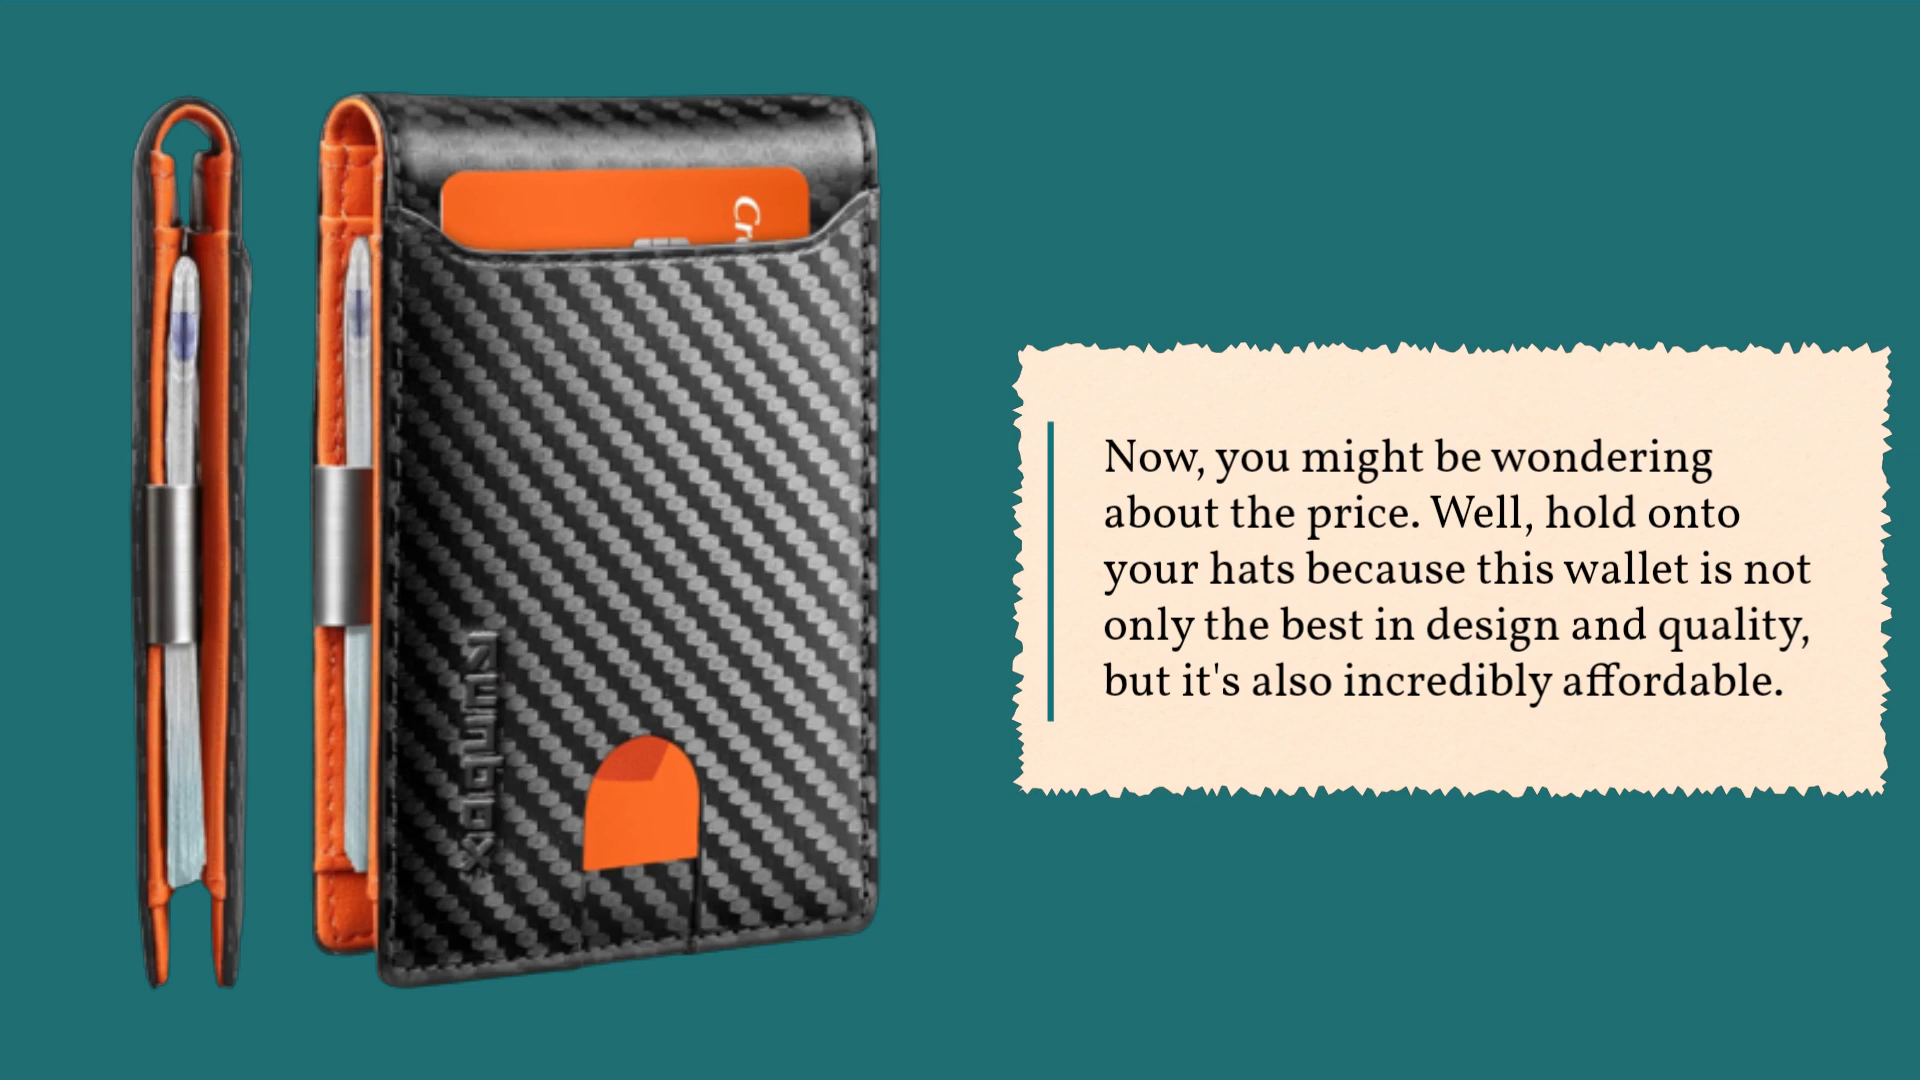 Cr
Now, you might be wondering
about the price. Well, hold onto
your hats because this wallet is not
only the best in design and quality,
but it's also incredibly affordable.